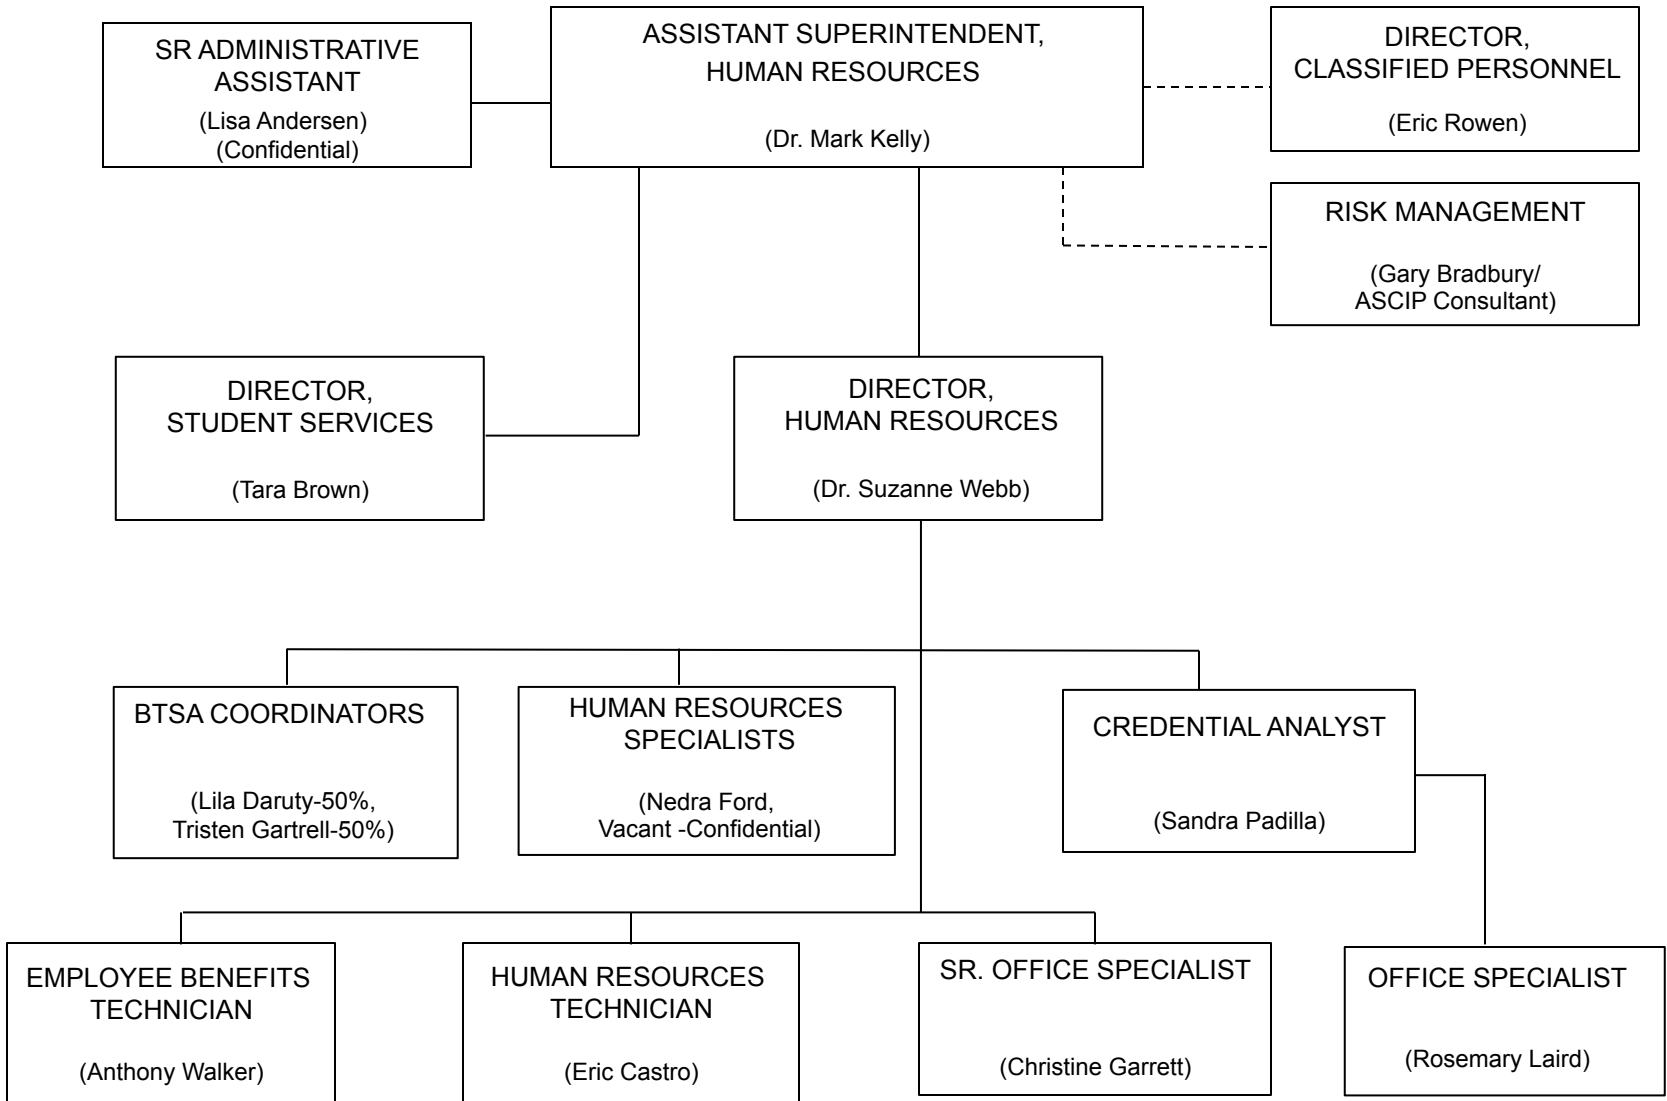 SR ADMINISTRATIVE
ASSISTANT
(Lisa Andersen)
(Confidential)
ASSISTANT SUPERINTENDENT,
HUMAN RESOURCES
(Dr. Mark Kelly)
DIRECTOR,
CLASSIFIED PERSONNEL
(Eric Rowen)
RISK MANAGEMENT
(Gary Bradbury/
ASCIP Consultant)
DIRECTOR,
STUDENT SERVICES
(Tara Brown)
DIRECTOR,
HUMAN RESOURCES
(Dr. Suzanne Webb)
BTSA COORDINATORS
(Lila Daruty-50%,
Tristen Gartrell-50%)
HUMAN RESOURCES
SPECIALISTS
(Nedra Ford,
Vacant -Confidential)
CREDENTIAL ANALYST
(Sandra Padilla)
EMPLOYEE BENEFITS
TECHNICIAN
(Anthony Walker)
HUMAN RESOURCES
TECHNICIAN
(Eric Castro)
SR. OFFICE SPECIALIST
(Christine Garrett)
OFFICE SPECIALIST
(Rosemary Laird)